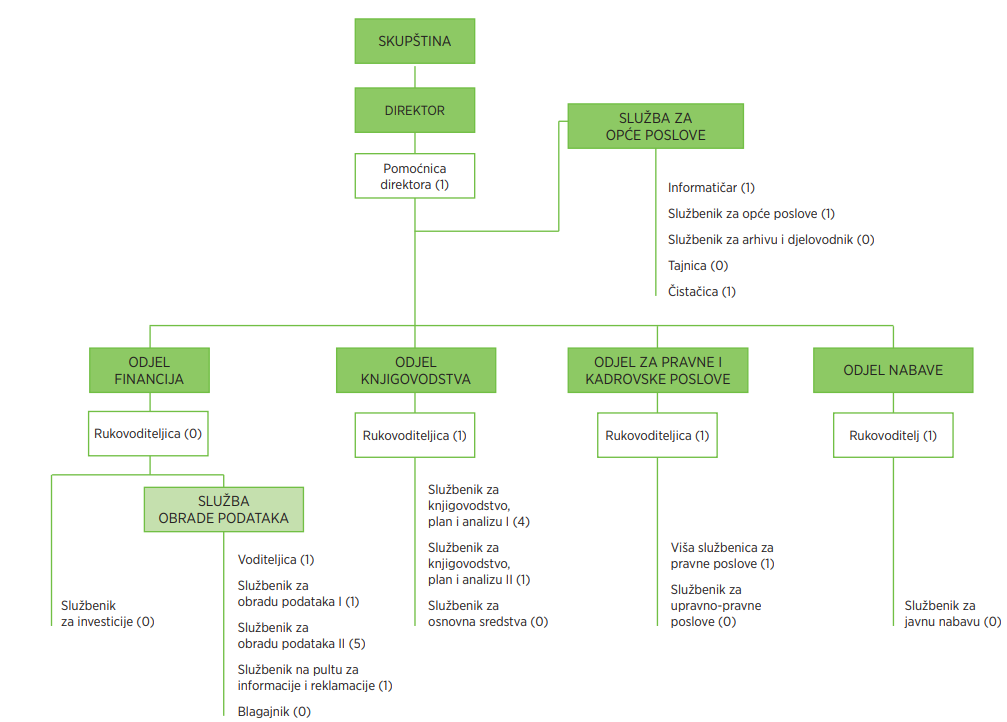 SKUPŠTINA
DIREKTOR
Pomoćnica
direktora (1)
SLUŽBA ZA
OPĆE POSLOVE
Informatičar (1)
Službenik za opće poslove (1)
Službenik za arhivu i djelovodnik (0)
Tajnica (0)
Čistačica (1)
ODJEL
FINANCIJA
Rukovoditeljica (0)
Službenik
za investicije (0)
SLUŽBA
OBRADE PODATAKA
Voditeljica (1)
Službenik za
obradu podataka I (1)
Službenik za
obradu podataka II (5)
Službenik na pultu za
informacije i reklamacije (1)
Blagajnik (0)
ODJEL
KNJIGOVODSTVA
Rukovoditeljica (1)
Službenik za
knjigovodstvo,
plan i analizu I (4)
Službenik za
knjigovodstvo,
plan i analizu II (1)
Službenik za
osnovna sredstva (0)
ODJEL ZA PRAVNE I
KADROVSKE POSLOVE
Rukovoditeljica (1)
Viša službenica za
pravne poslove (1)
Službenik za
upravno-pravne
poslove (0)
ODJEL NABAVE
Rukovoditelj (1)
Službenik za
javnu nabavu (0)